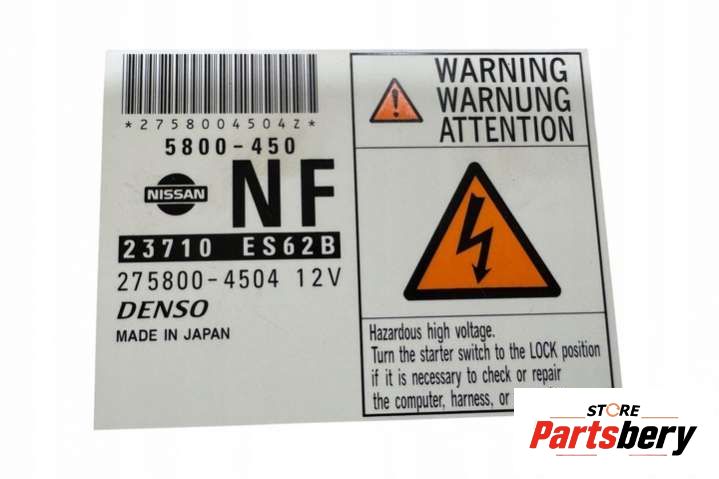 *2758004504Z*
5800-450
NISSAN
NF
23710 ES62B
275800-4504 12V
DENSO
MADE IN JAPAN
WARNING
WARNUNG
ATTENTION
Hazardous high voltage.
Turn the starter switch to the LOCK position
if it is necessary to check or repair
the computer, harness, or
STORE
Partsbery